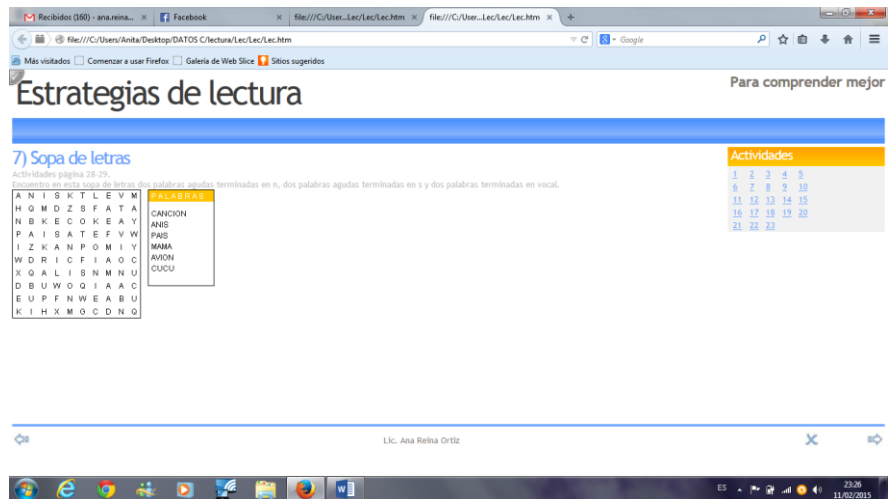 Recibidos (160) - ana.reina... ×
Facebook ×
file:///C:/User...Lec/Lec/Lec.htm ×
file:///C:/User...Lec/Lec/Lec.htm ×
file:///C:/Users/Anita/Desktop/DATOS C/lectura/Lec/Lec/Lec.htm
Google
Más visitados Comenzar a usar Firefox Galería de Web Slice Sitios sugeridos
Estrategias de lectura
Para comprender mejor
7) Sopa de letras
Actividades página 28-29.
Encuentro en esta sopa de letras dos palabras agudas terminadas en n, dos palabras agudas terminadas en s y dos palabras terminadas en vocal.
A N I S K T L E V M
H Q M D Z S F A T A
N B K E C O K E A Y
P A I S A T E F V W
I Z K A N P O M I Y
W D R I C F I A O C
X Q A L I S N M N U
D B U W O Q I A A C
E U P F N W E A B U
K I H X M G C D N Q
PALABRAS
CANCION
ANIS
PAIS
MAMA
AVION
CUCU
Actividades
1 2 3 4 5
6 7 8 9 10
11 12 13 14 15
16 17 18 19 20
21 22 23
Lic. Ana Reina Ortiz
ES
23:26
11/02/2015